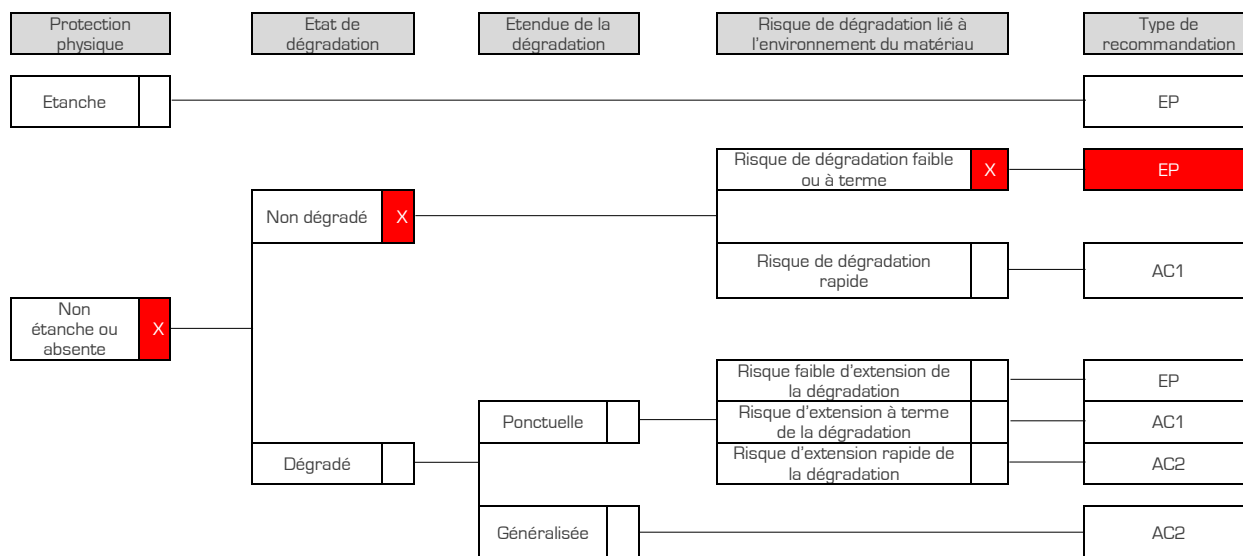 Protection
physique
Etat de
dégradation
Etendue de la
dégradation
Risque de dégradation lié à
l'environnement du matériau
Type de
recommandation
Etanche
EP
Risque de dégradation faible
ou à terme
X
EP
Non dégradé
X
Risque de dégradation
rapide
AC1
Non
étanche ou
absente
X
Risque faible d'extension de
la dégradation
EP
Ponctuelle
Risque d'extension à terme
de la dégradation
AC1
Dégradé
Risque d'extension rapide de
la dégradation
AC2
Généralisée
AC2